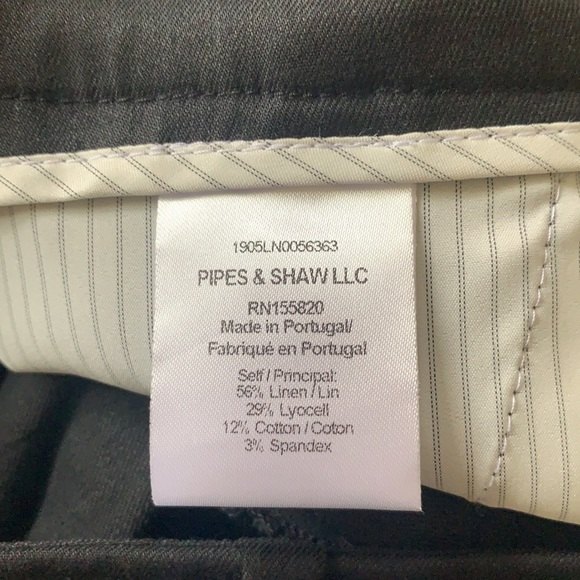 1905LN0056363
PIPES & SHAW LLC
RN155820
Made in Portugal/
Fabriqué en Portugal
Self / Principal:
56% Linen / Lin
29% Lyocell
12% Cotton / Coton
3% Spandex